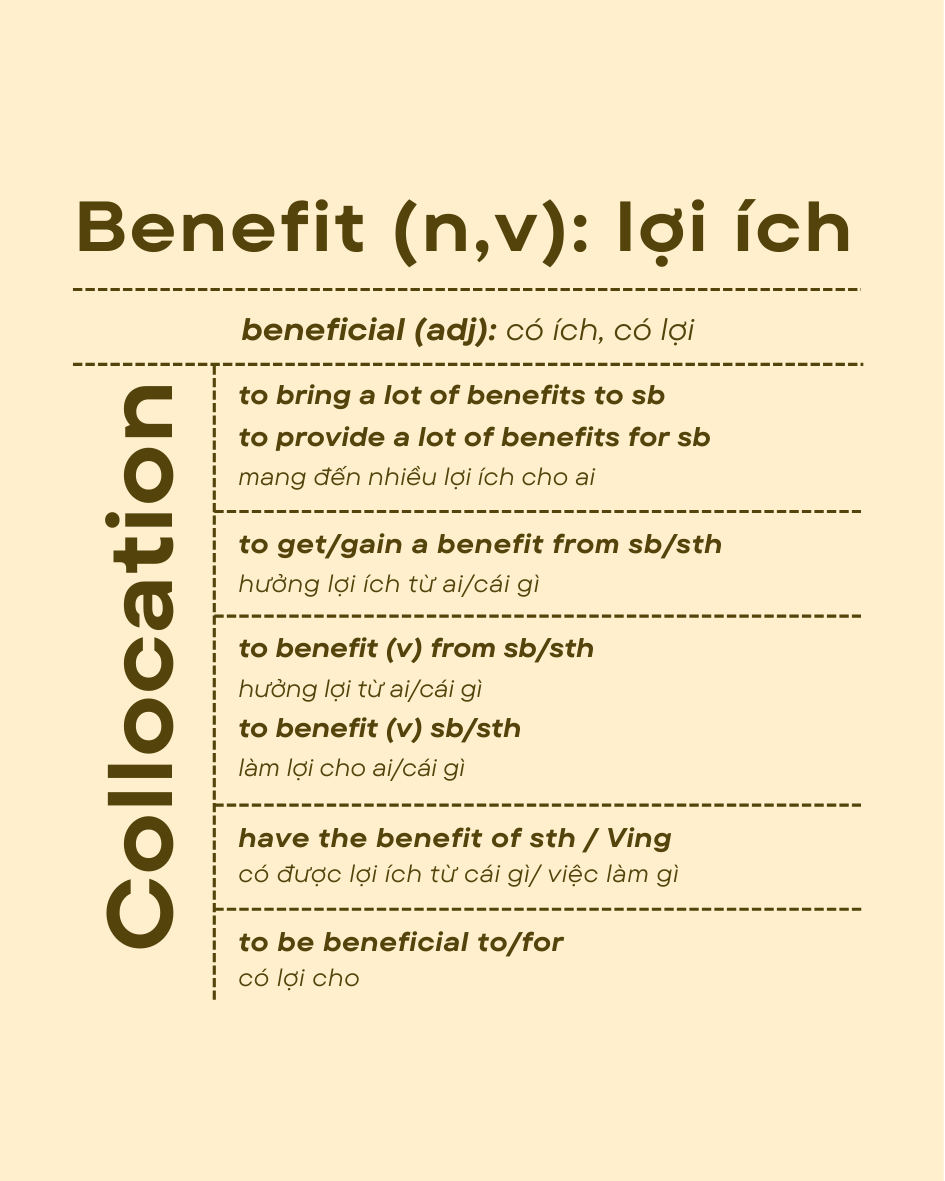 Benefit (n,v): lợi ích
beneficial (adj): có ích, có lợi
Collocation
to bring a lot of benefits to sb
to provide a lot of benefits for sb
mang đến nhiều lợi ích cho ai
to get/gain a benefit from sb/sth
hưởng lợi ích từ ai/cái gì
to benefit (v) from sb/sth
hưởng lợi từ ai/cái gì
to benefit (v) sb/sth
làm lợi cho ai/cái gì
have the benefit of sth / Ving
có được lợi ích từ cái gì/ việc làm gì
to be beneficial to/for
có lợi cho